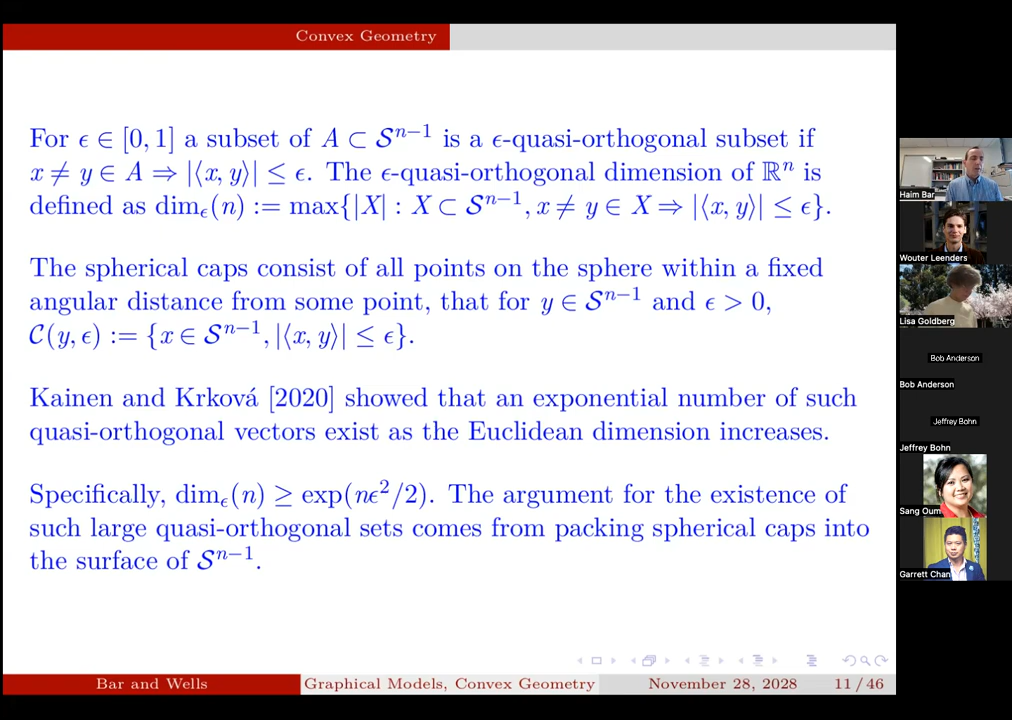 Convex Geometry
For ϵ ∈ [0, 1] a subset of A ⊂ 𝒮ⁿ⁻¹ is a ϵ-quasi-orthogonal subset if
x ≠ y ∈ A ⇒ |⟨x, y⟩| ≤ ϵ. The ϵ-quasi-orthogonal dimension of ℝⁿ is
defined as dim_ϵ(n) := max{|X| : X ⊂ 𝒮ⁿ⁻¹, x ≠ y ∈ X ⇒ |⟨x, y⟩| ≤ ϵ}.
The spherical caps consist of all points on the sphere within a fixed
angular distance from some point, that for y ∈ 𝒮ⁿ⁻¹ and ϵ > 0,
𝒞(y, ϵ) := {x ∈ 𝒮ⁿ⁻¹, |⟨x, y⟩| ≤ ϵ}.
Kainen and Krková [2020] showed that an exponential number of such
quasi-orthogonal vectors exist as the Euclidean dimension increases.
Specifically, dim_ϵ(n) ≥ exp(nϵ²/2). The argument for the existence of
such large quasi-orthogonal sets comes from packing spherical caps into
the surface of 𝒮ⁿ⁻¹.
Bar and Wells
Graphical Models, Convex Geometry
November 28, 2028
11 / 46
Haim Bar
Wouter Leenders
Lisa Goldberg
Bob Anderson
Bob Anderson
Jeffrey Bohn
Jeffrey Bohn
Sang Oum
Garrett Chan